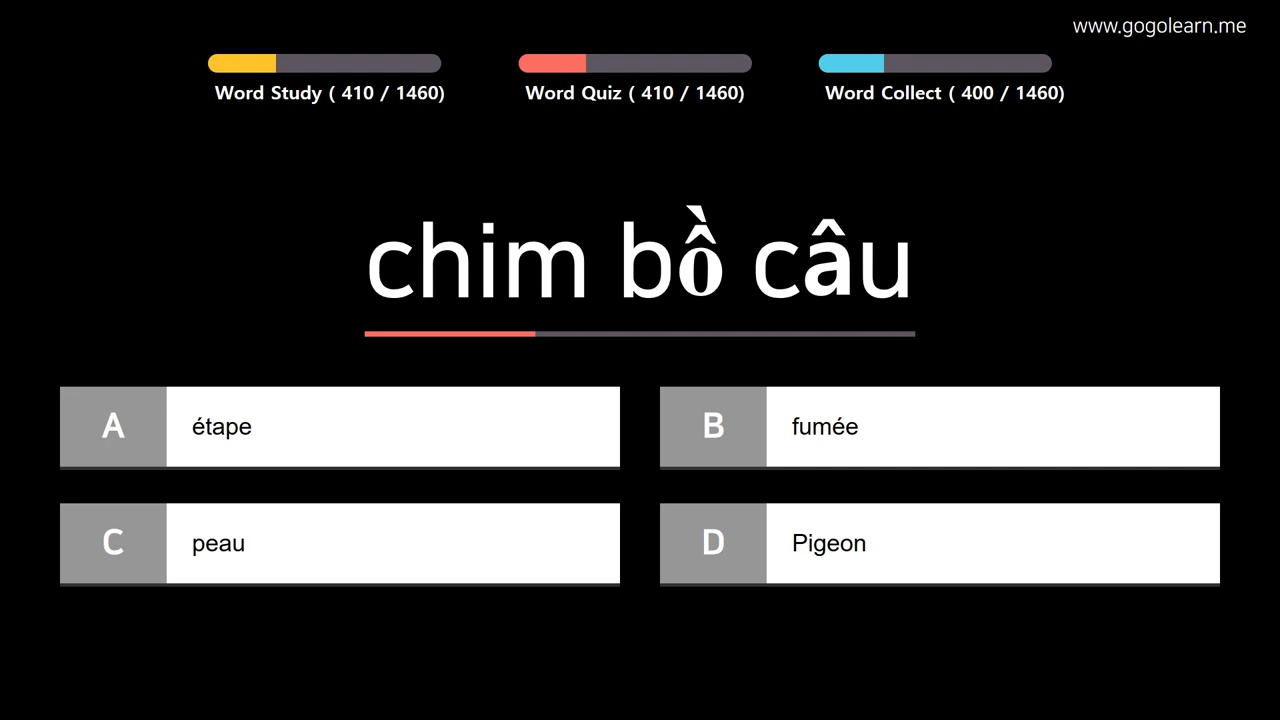 www.gogolearn.me
Word Study ( 410 / 1460)
Word Quiz ( 410 / 1460)
Word Collect ( 400 / 1460)
chim bồ câu
A étape
B fumée
C peau
D Pigeon